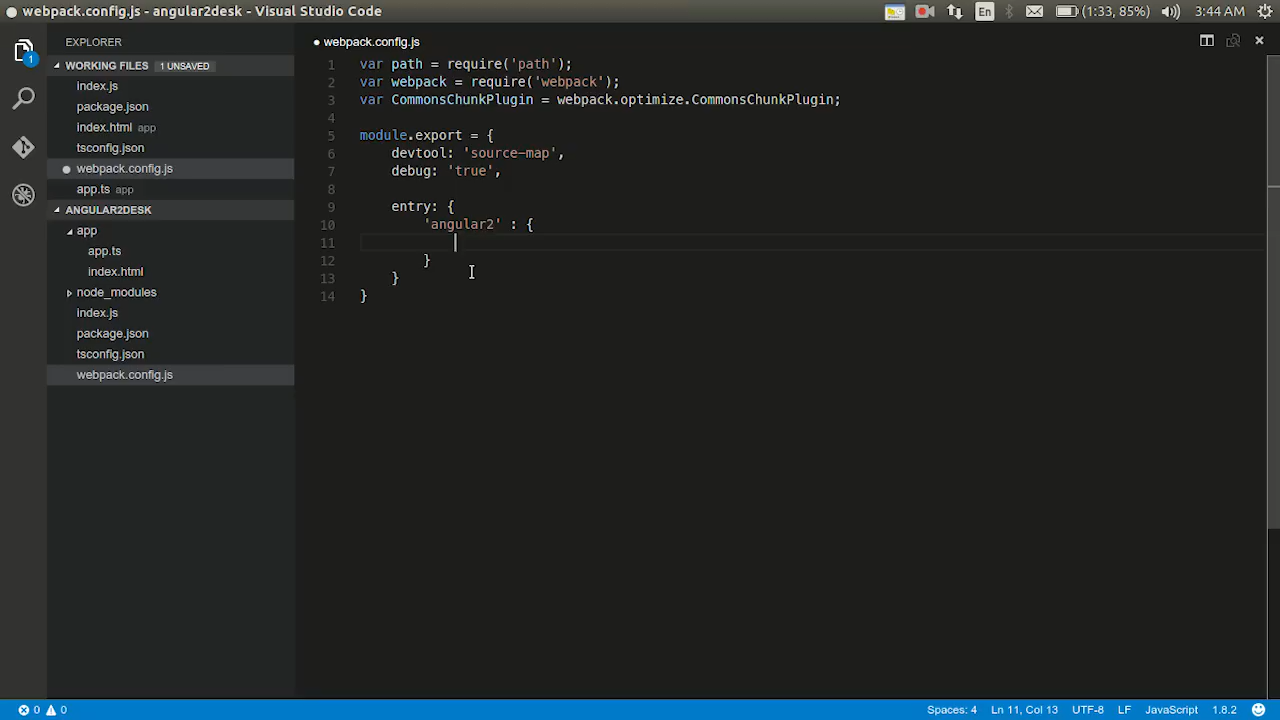 webpack.config.js - angular2desk - Visual Studio Code
En
(1:33, 85%)
3:44 AM
EXPLORER
1
WORKING FILES
1 UNSAVED
index.js
package.json
index.html app
tsconfig.json
webpack.config.js
app.ts app
ANGULAR2DESK
app
app.ts
index.html
node_modules
index.js
package.json
tsconfig.json
webpack.config.js
webpack.config.js
1 var path = require('path');
2 var webpack = require('webpack');
3 var CommonsChunkPlugin = webpack.optimize.CommonsChunkPlugin;
4
5 module.export = {
6 devtool: 'source-map',
7 debug: 'true',
8
9 entry: {
10 'angular2' : {
11
12 }
13 }
14 }
0 0
Spaces: 4 Ln 11, Col 13 UTF-8 LF JavaScript 1.8.2